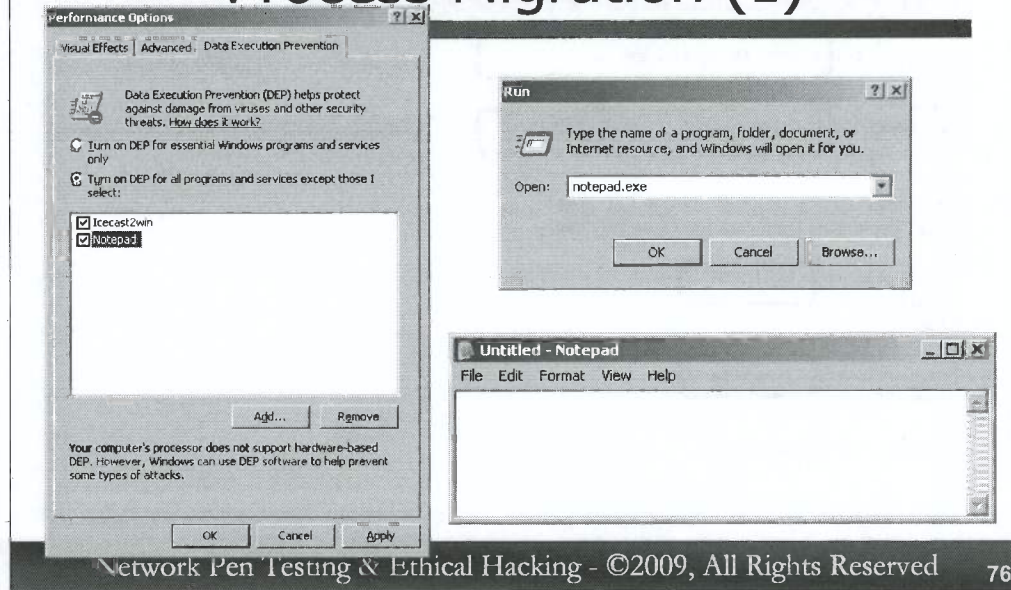 Process Migration (1)
Performance Options
Visual Effects Advanced Data Execution Prevention
Data Execution Prevention (DEP) helps protect
against damage from viruses and other security
threats. How does it work?
Turn on DEP for essential Windows programs and services
only
Turn on DEP for all programs and services except those I
select:
Icecast2win
Notepad
Add... Remove
Your computer's processor does not support hardware-based
DEP. However, Windows can use DEP software to help prevent
some types of attacks.
OK Cancel Apply
Run
Type the name of a program, folder, document, or
Internet resource, and Windows will open it for you.
Open: notepad.exe
OK Cancel Browse...
Untitled - Notepad
File Edit Format View Help
Network Pen Testing & Ethical Hacking - ©2009, All Rights Reserved 76